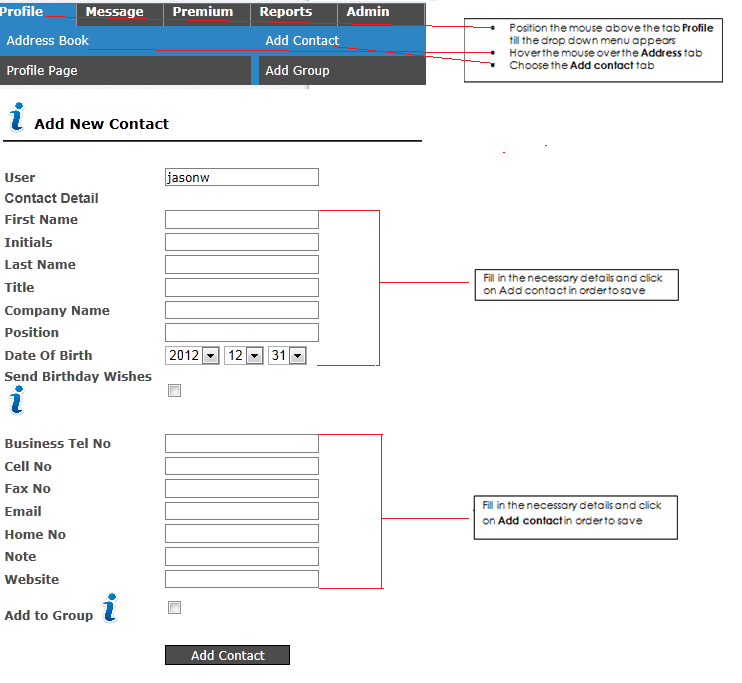 Profile Message Premium Reports Admin
Address Book Add Contact
Profile Page Add Group
• Position the mouse above the tab Profile
till the drop down menu appears
• Hover the mouse over the Address tab
• Choose the Add contact tab
Add New Contact
User jasonw
Contact Detail
First Name
Initials
Last Name
Title
Company Name
Position
Date Of Birth 2012 12 31
Send Birthday Wishes
Fill in the necessary details and click
on Add contact in order to save
Business Tel No
Cell No
Fax No
Email
Home No
Note
Website
Fill in the necessary details and click
on Add contact in order to save
Add to Group
Add Contact